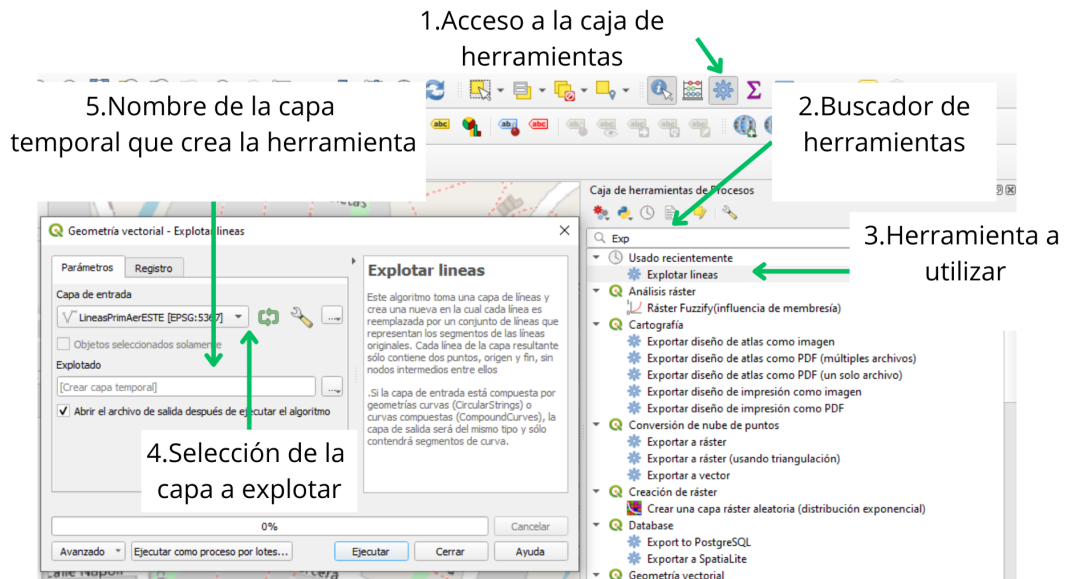 1.Acceso a la caja de
herramientas
5.Nombre de la capa
temporal que crea la herramienta
2.Buscador de
herramientas
abc
ab
abc
Caja de herramientas de Procesos
Exp
3.Herramienta a
utilizar
Usado recientemente
Explotar lineas
Análisis ráster
Ráster Fuzzify(influencia de membresía)
Cartografía
Exportar diseño de atlas como imagen
Exportar diseño de atlas como PDF (múltiples archivos)
Exportar diseño de atlas como PDF (un solo archivo)
Exportar diseño de impresión como imagen
Exportar diseño de impresión como PDF
Conversión de nube de puntos
Exportar a ráster
Exportar a ráster (usando triangulación)
Exportar a vector
Creación de ráster
Crear una capa ráster aleatoria (distribución exponencial)
Database
Export to PostgreSQL
Exportar a SpatiaLite
Geometría vectorial
Geometría vectorial - Explotar lineas
Parámetros
Registro
Capa de entrada
LineasPrimAerESTE [EPSG:5367]
Objetos seleccionados solamente
Explotado
[Crear capa temporal]
Abrir el archivo de salida después de ejecutar el algoritmo
4.Selección de la
capa a explotar
Explotar lineas
Este algoritmo toma una capa de líneas y
crea una nueva en la cual cada línea es
reemplazada por un conjunto de líneas que
representan los segmentos de las líneas
originales. Cada línea de la capa resultante
sólo contiene dos puntos, origen y fin, sin
nodos intermedios entre ellos
.Si la capa de entrada está compuesta por
geometrías curvas (CircularStrings) o
curvas compuestas (CompoundCurves), la
capa de salida será del mismo tipo y sólo
contendrá segmentos de curva.
0%
Cancelar
Avanzado
Ejecutar como proceso por lotes...
Ejecutar
Cerrar
Ayuda